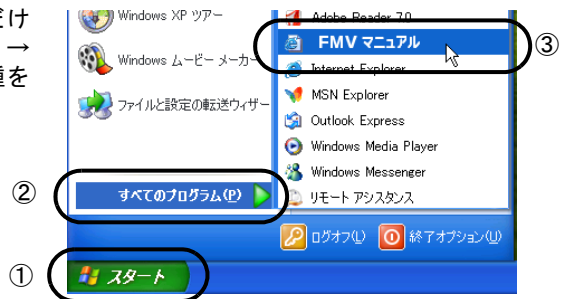 だけ
→
種を
Windows XP ツアー
Windows ムービー メーカー
ファイルと設定の転送ウィザー
すべてのプログラム(P)
Adobe Reader 7.0
FMV マニュアル
Internet Explorer
MSN Explorer
Outlook Express
Windows Media Player
Windows Messenger
リモート アシスタンス
ログオフ(L)
終了オプション(U)
スタート
③
②
①